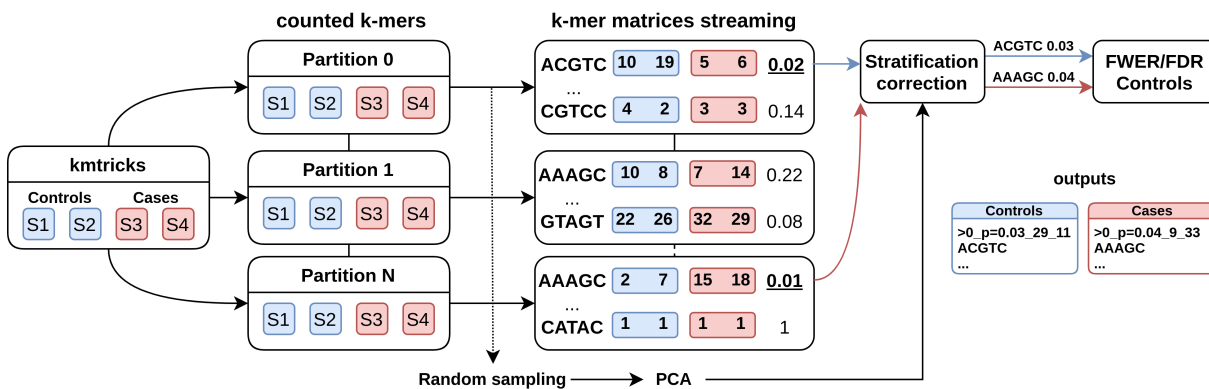 counted k-mers
k-mer matrices streaming
kmtricks
Controls Cases
S1 S2 S3 S4
Partition 0
S1 S2 S3 S4
Partition 1
S1 S2 S3 S4
Partition N
S1 S2 S3 S4
ACGTC 10 19 5 6 0.02
...
CGTCC 4 2 3 3 0.14
AAAGC 10 8 7 14 0.22
...
GTAGT 22 26 32 29 0.08
AAAGC 2 7 15 18 0.01
...
CATAC 1 1 1 1 1
Random sampling
PCA
Stratification
correction
ACGTC 0.03
AAAGC 0.04
FWER/FDR
Controls
outputs
Controls
>0_p=0.03_29_11
ACGTC
...
Cases
>0_p=0.04_9_33
AAAGC
...